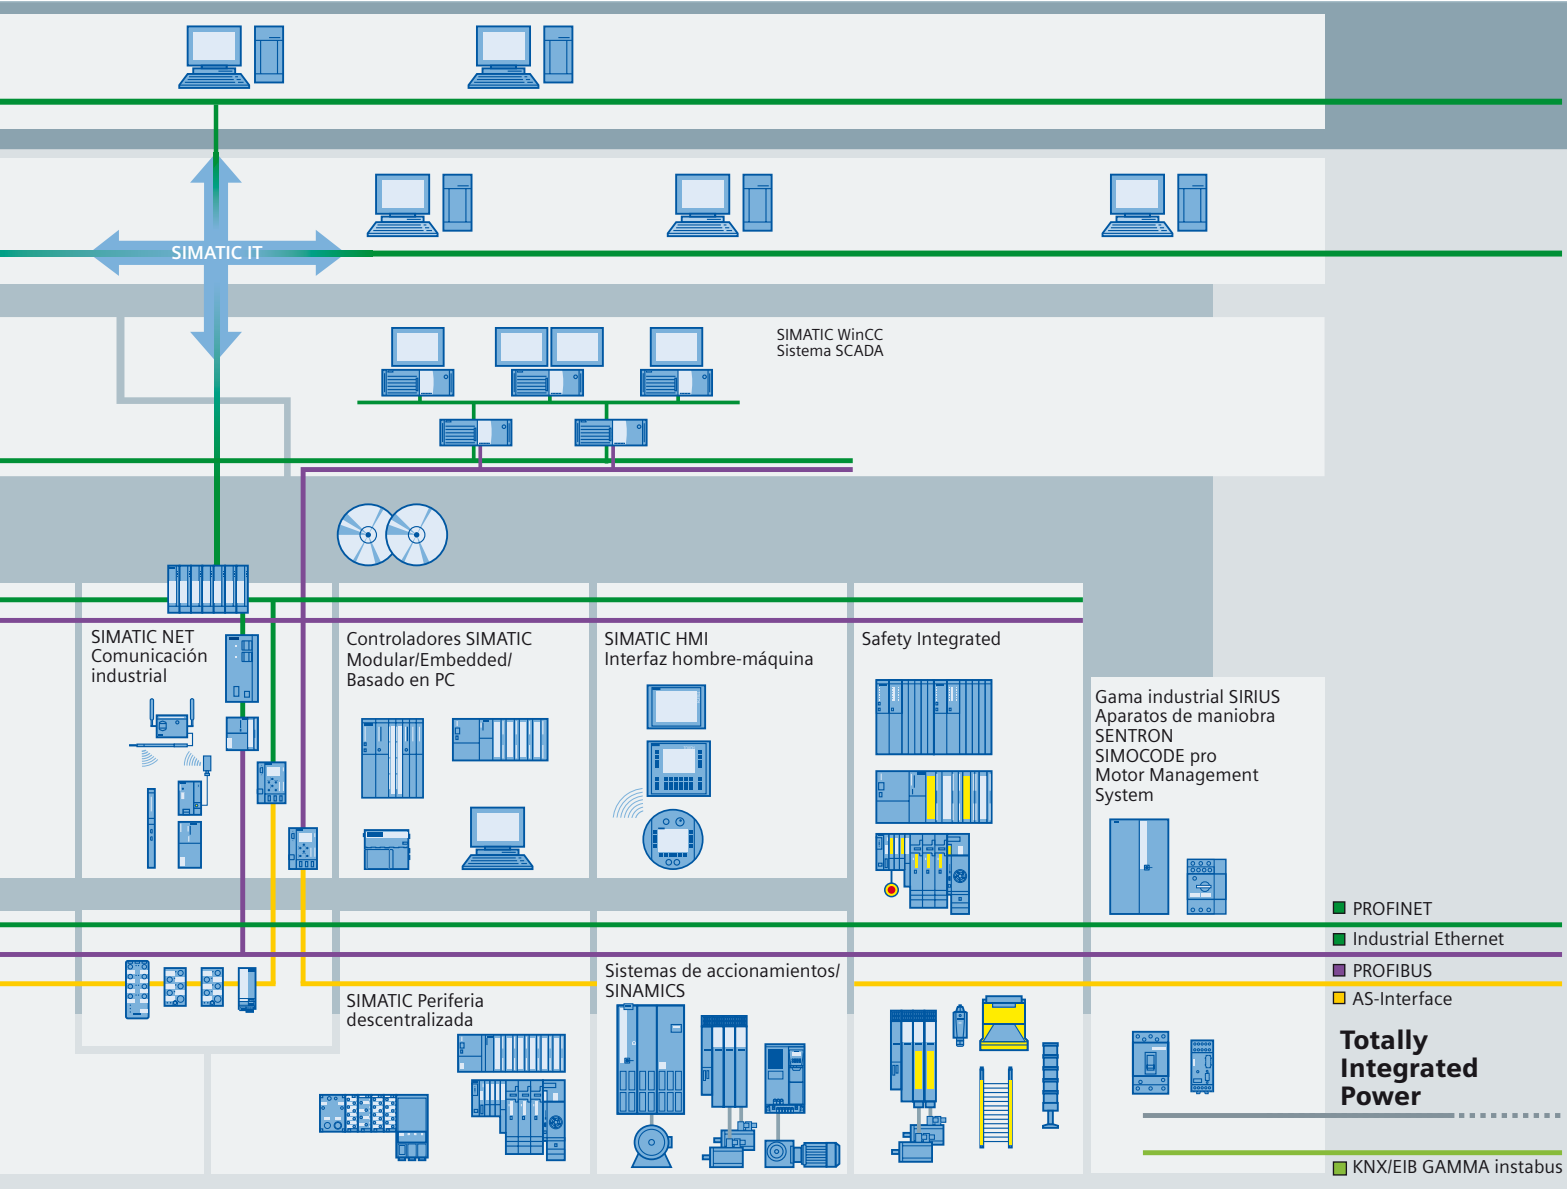 SIMATIC IT
SIMATIC WinCC
Sistema SCADA
SIMATIC NET
Comunicación
industrial
Controladores SIMATIC
Modular/Embedded/
Basado en PC
SIMATIC HMI
Interfaz hombre-máquina
Safety Integrated
Gama industrial SIRIUS
Aparatos de maniobra
SENTRON
SIMOCODE pro
Motor Management
System
PROFINET
Industrial Ethernet
PROFIBUS
AS-Interface
SIMATIC Periferia
descentralizada
Sistemas de accionamientos/
SINAMICS
Totally
Integrated
Power
KNX/EIB GAMMA instabus